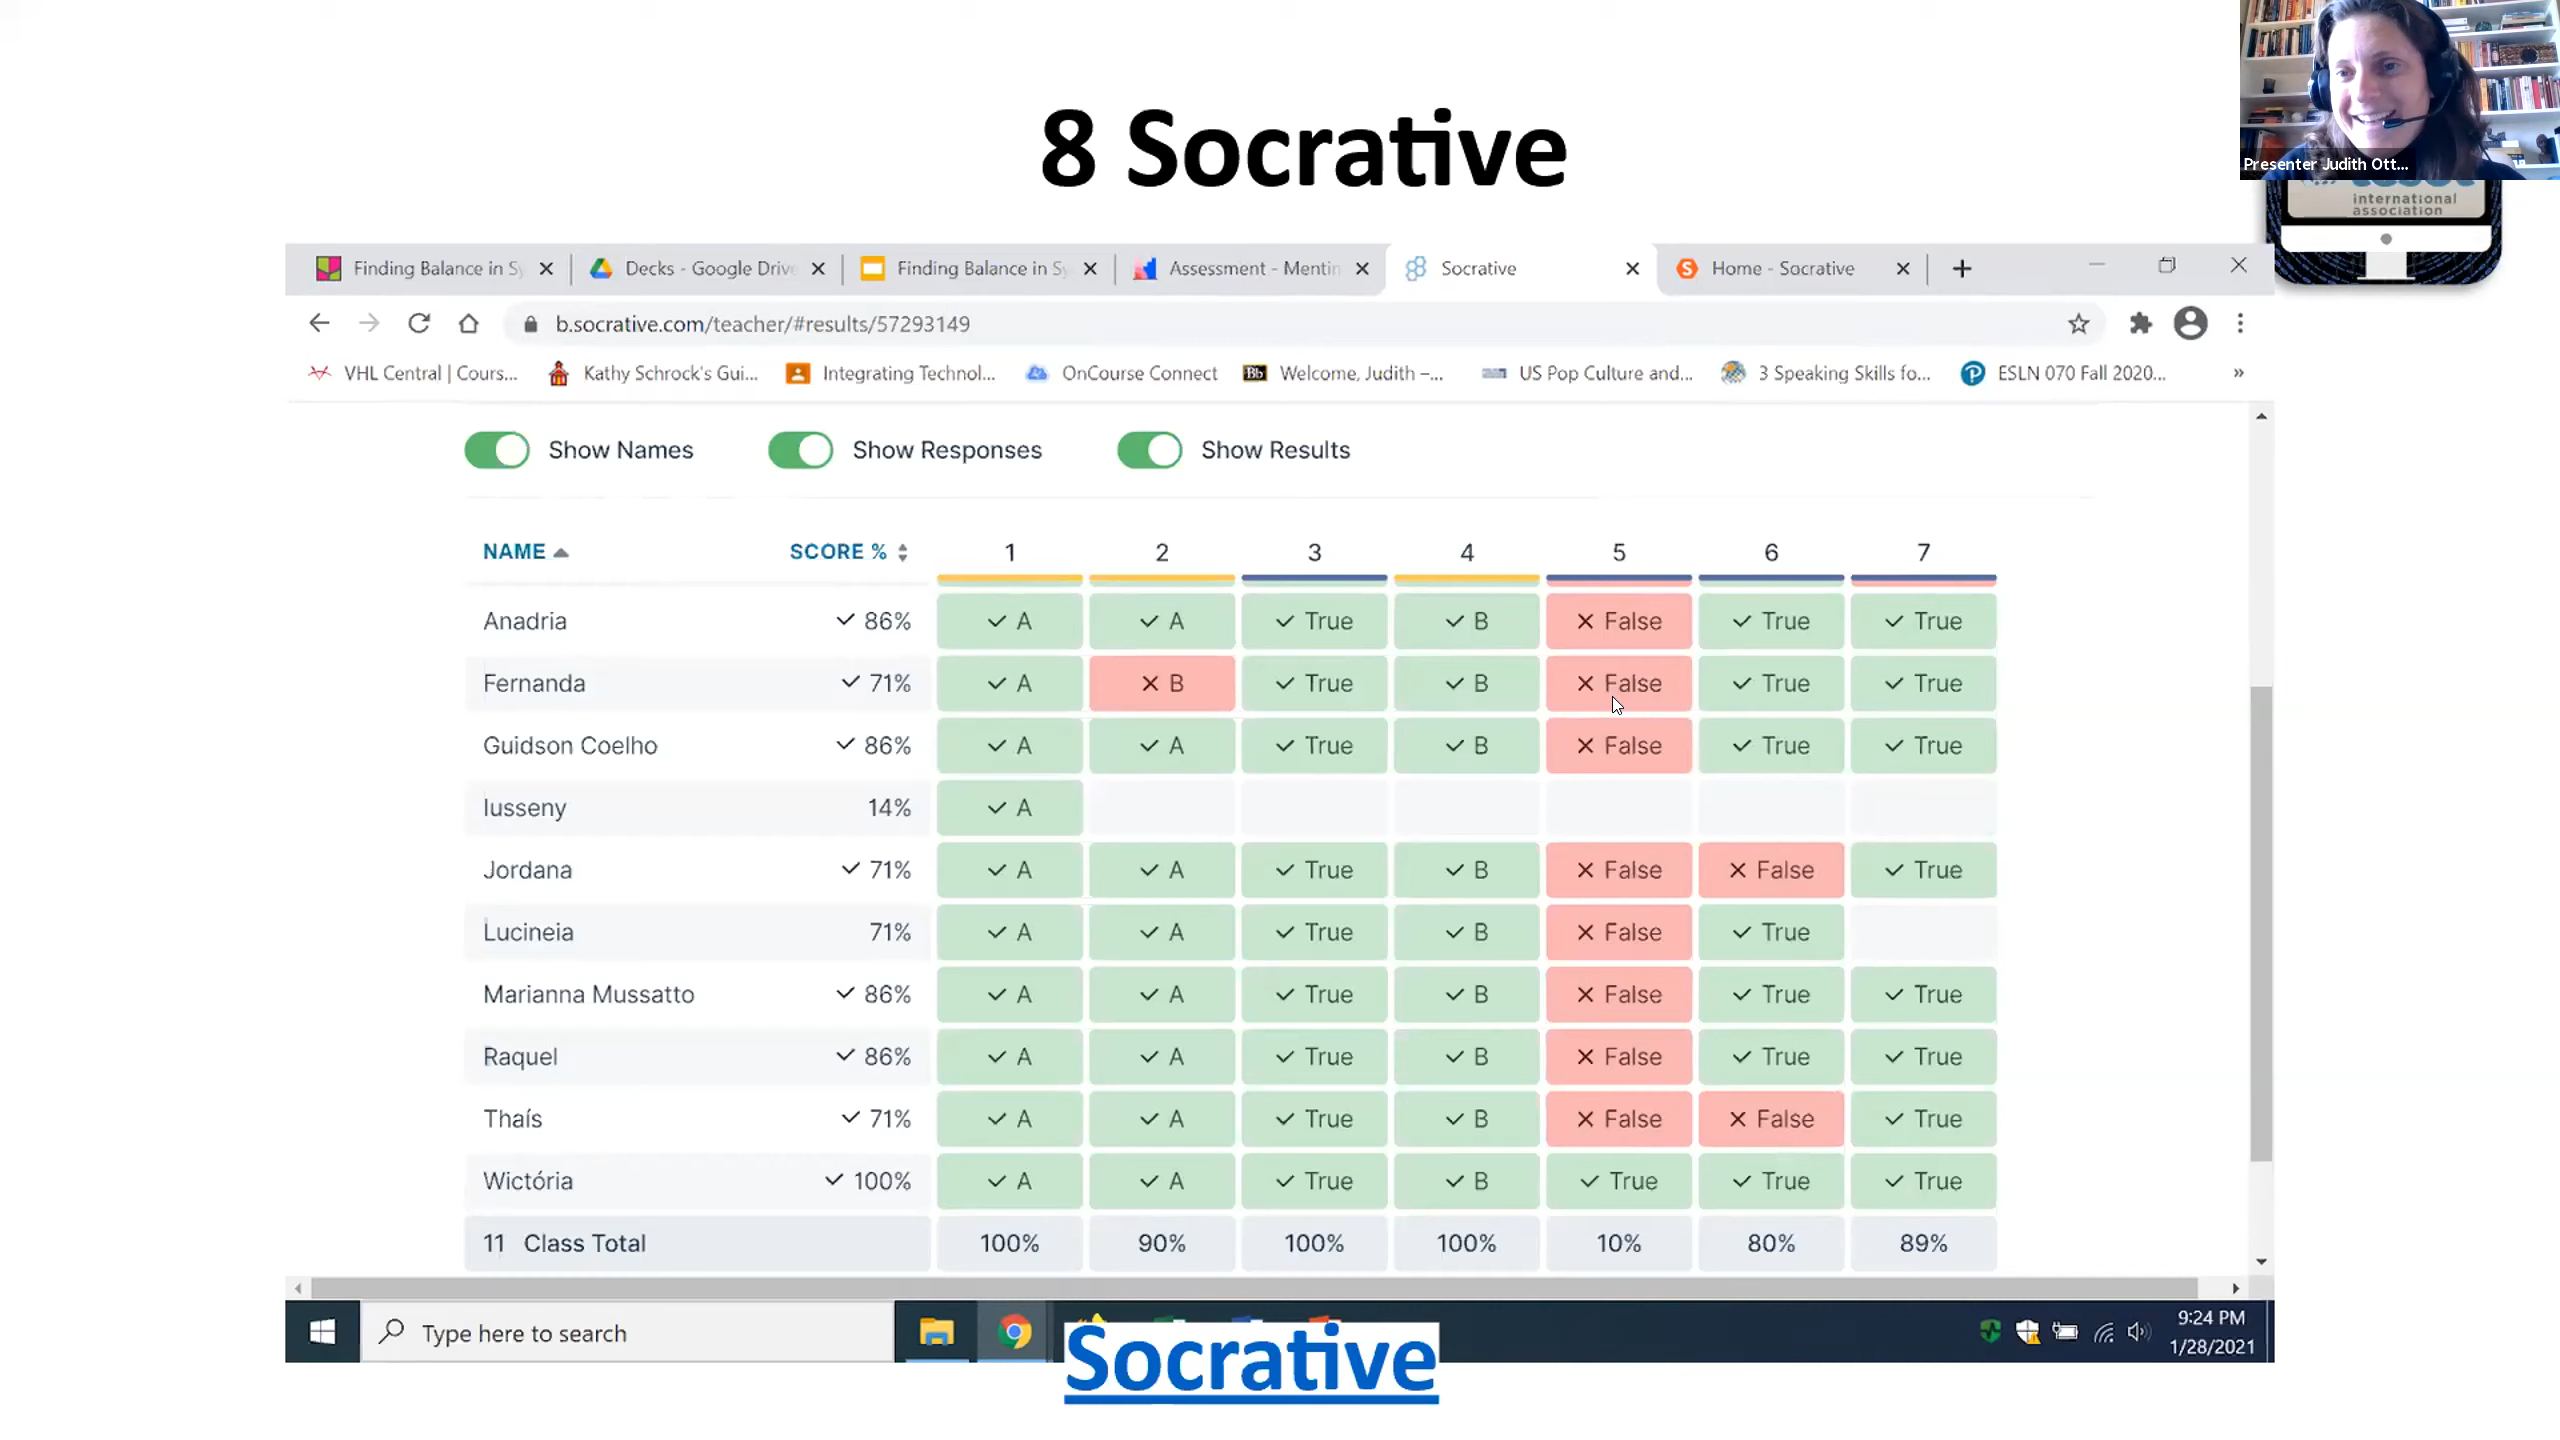 8 Socrative
Presenter Judith Ott...
international
association
Finding Balance in Sy
Decks - Google Drive
Finding Balance in Sy
Assessment - Mentim
Socrative
Home - Socrative
b.socrative.com/teacher/#results/57293149
VHL Central | Cours...
Kathy Schrock's Gui...
Integrating Technol...
OnCourse Connect
Bb Welcome, Judith –...
US Pop Culture and...
3 Speaking Skills fo...
ESLN 070 Fall 2020...
»
Show Names Show Responses Show Results
NAME SCORE % 1 2 3 4 5 6 7
Anadria ✓ 86% ✓ A ✓ A ✓ True ✓ B ✕ False ✓ True ✓ True
Fernanda ✓ 71% ✓ A ✕ B ✓ True ✓ B ✕ False ✓ True ✓ True
Guidson Coelho ✓ 86% ✓ A ✓ A ✓ True ✓ B ✕ False ✓ True ✓ True
Iusseny 14% ✓ A
Jordana ✓ 71% ✓ A ✓ A ✓ True ✓ B ✕ False ✕ False ✓ True
Lucineia 71% ✓ A ✓ A ✓ True ✓ B ✕ False ✓ True
Marianna Mussatto ✓ 86% ✓ A ✓ A ✓ True ✓ B ✕ False ✓ True ✓ True
Raquel ✓ 86% ✓ A ✓ A ✓ True ✓ B ✕ False ✓ True ✓ True
Thaís ✓ 71% ✓ A ✓ A ✓ True ✓ B ✕ False ✕ False ✓ True
Wictória ✓ 100% ✓ A ✓ A ✓ True ✓ B ✓ True ✓ True ✓ True
11 Class Total 100% 90% 100% 100% 10% 80% 89%
Type here to search
9:24 PM
1/28/2021
Socrative